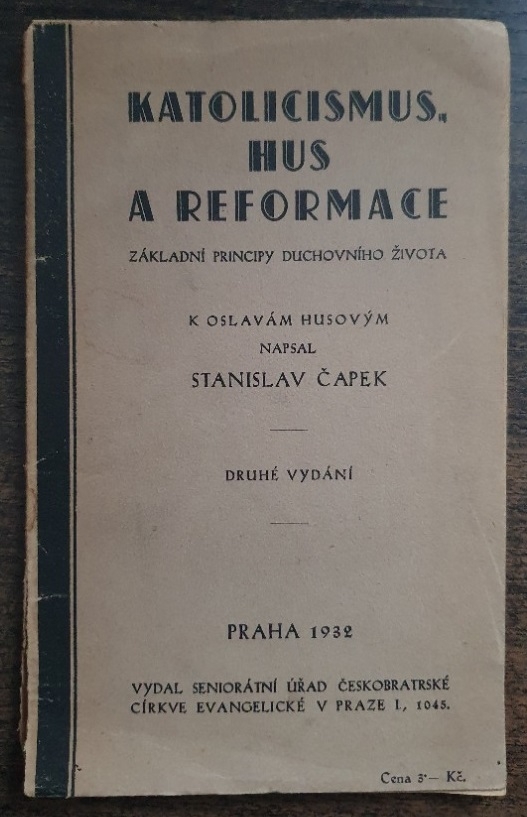 KATOLICISMUS,
HUS
A REFORMACE
ZÁKLADNÍ PRINCIPY DUCHOVNÍHO ŽIVOTA
K OSLAVÁM HUSOVÝM
NAPSAL
STANISLAV ČAPEK
DRUHÉ VYDÁNÍ
PRAHA 1932
VYDAL SENIORÁTNÍ ÚŘAD ČESKOBRATRSKÉ
CÍRKVE EVANGELICKÉ V PRAZE I., 1045.
Cena 3·— Kč.